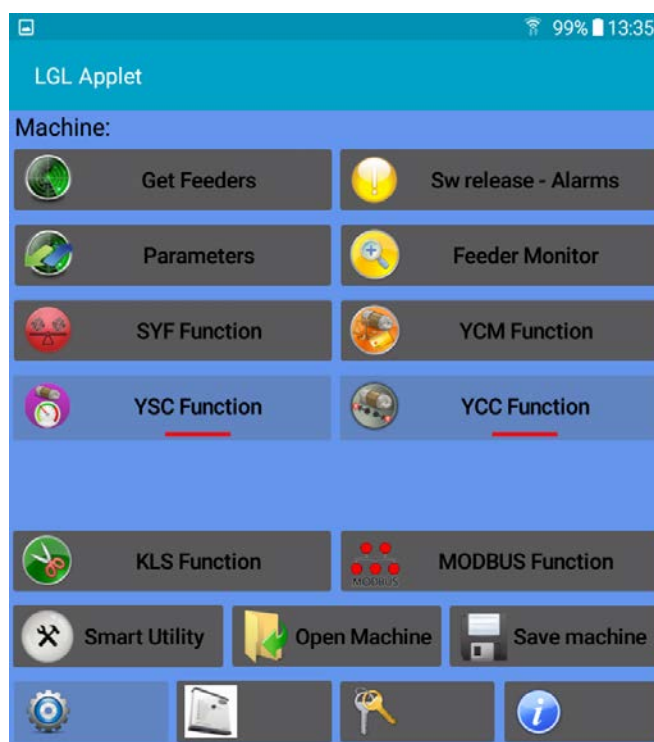 99% 13:35
LGL Applet
Machine:
Get Feeders
Sw release - Alarms
Parameters
Feeder Monitor
SYF Function
YCM Function
YSC Function
YCC Function
KLS Function
MODBUS
MODBUS Function
Smart Utility
Open Machine
Save machine